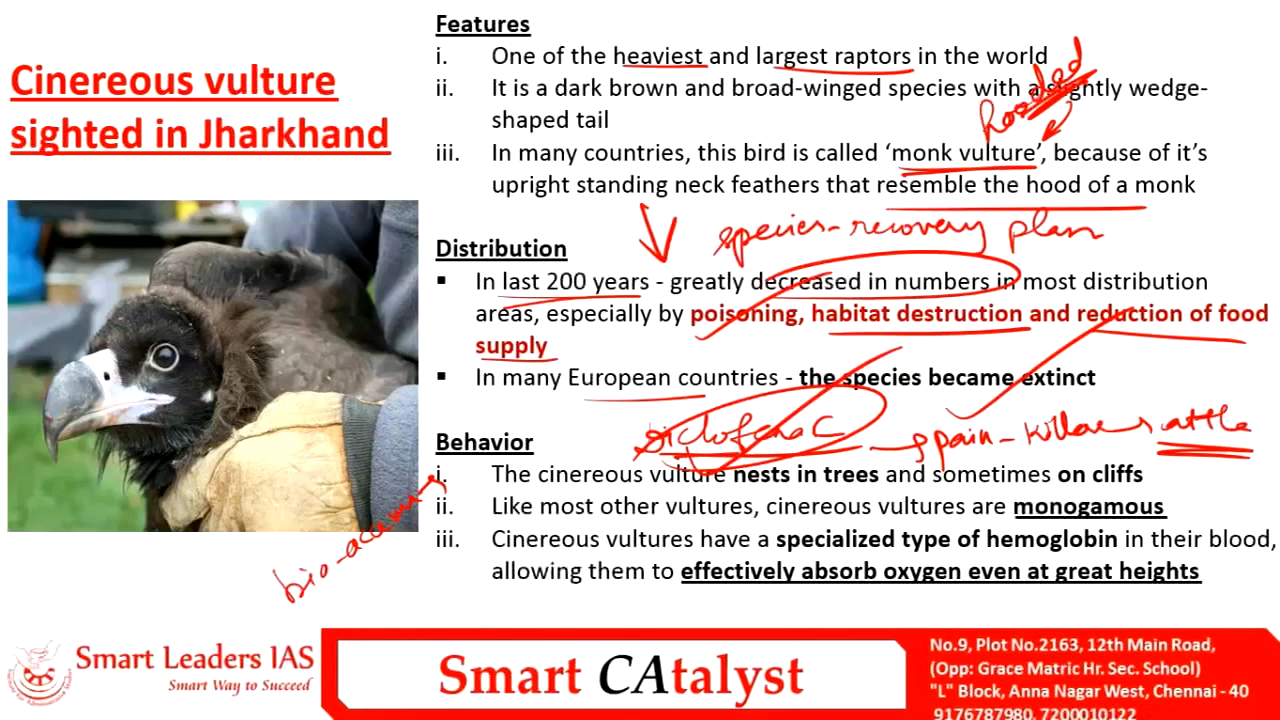 Cinereous vulture
sighted in Jharkhand
Features
i. One of the heaviest and largest raptors in the world
ii. It is a dark brown and broad-winged species with a slightly wedge-
shaped tail
hooded
iii. In many countries, this bird is called ‘monk vulture’, because of it’s
upright standing neck feathers that resemble the hood of a monk
species-recovery plan
Distribution
▪ In last 200 years - greatly decreased in numbers in most distribution
areas, especially by poisoning, habitat destruction and reduction of food
supply
▪ In many European countries - the species became extinct
pain-killer cattle
Behavior
i. The cinereous vulture nests in trees and sometimes on cliffs
ii. Like most other vultures, cinereous vultures are monogamous
iii. Cinereous vultures have a specialized type of hemoglobin in their blood,
allowing them to effectively absorb oxygen even at great heights
Smart Leaders IAS
Smart Way to Succeed
Smart CAtalyst
No.9, Plot No.2163, 12th Main Road,
(Opp: Grace Matric Hr. Sec. School)
"L" Block, Anna Nagar West, Chennai - 40
9176787980, 7200010122